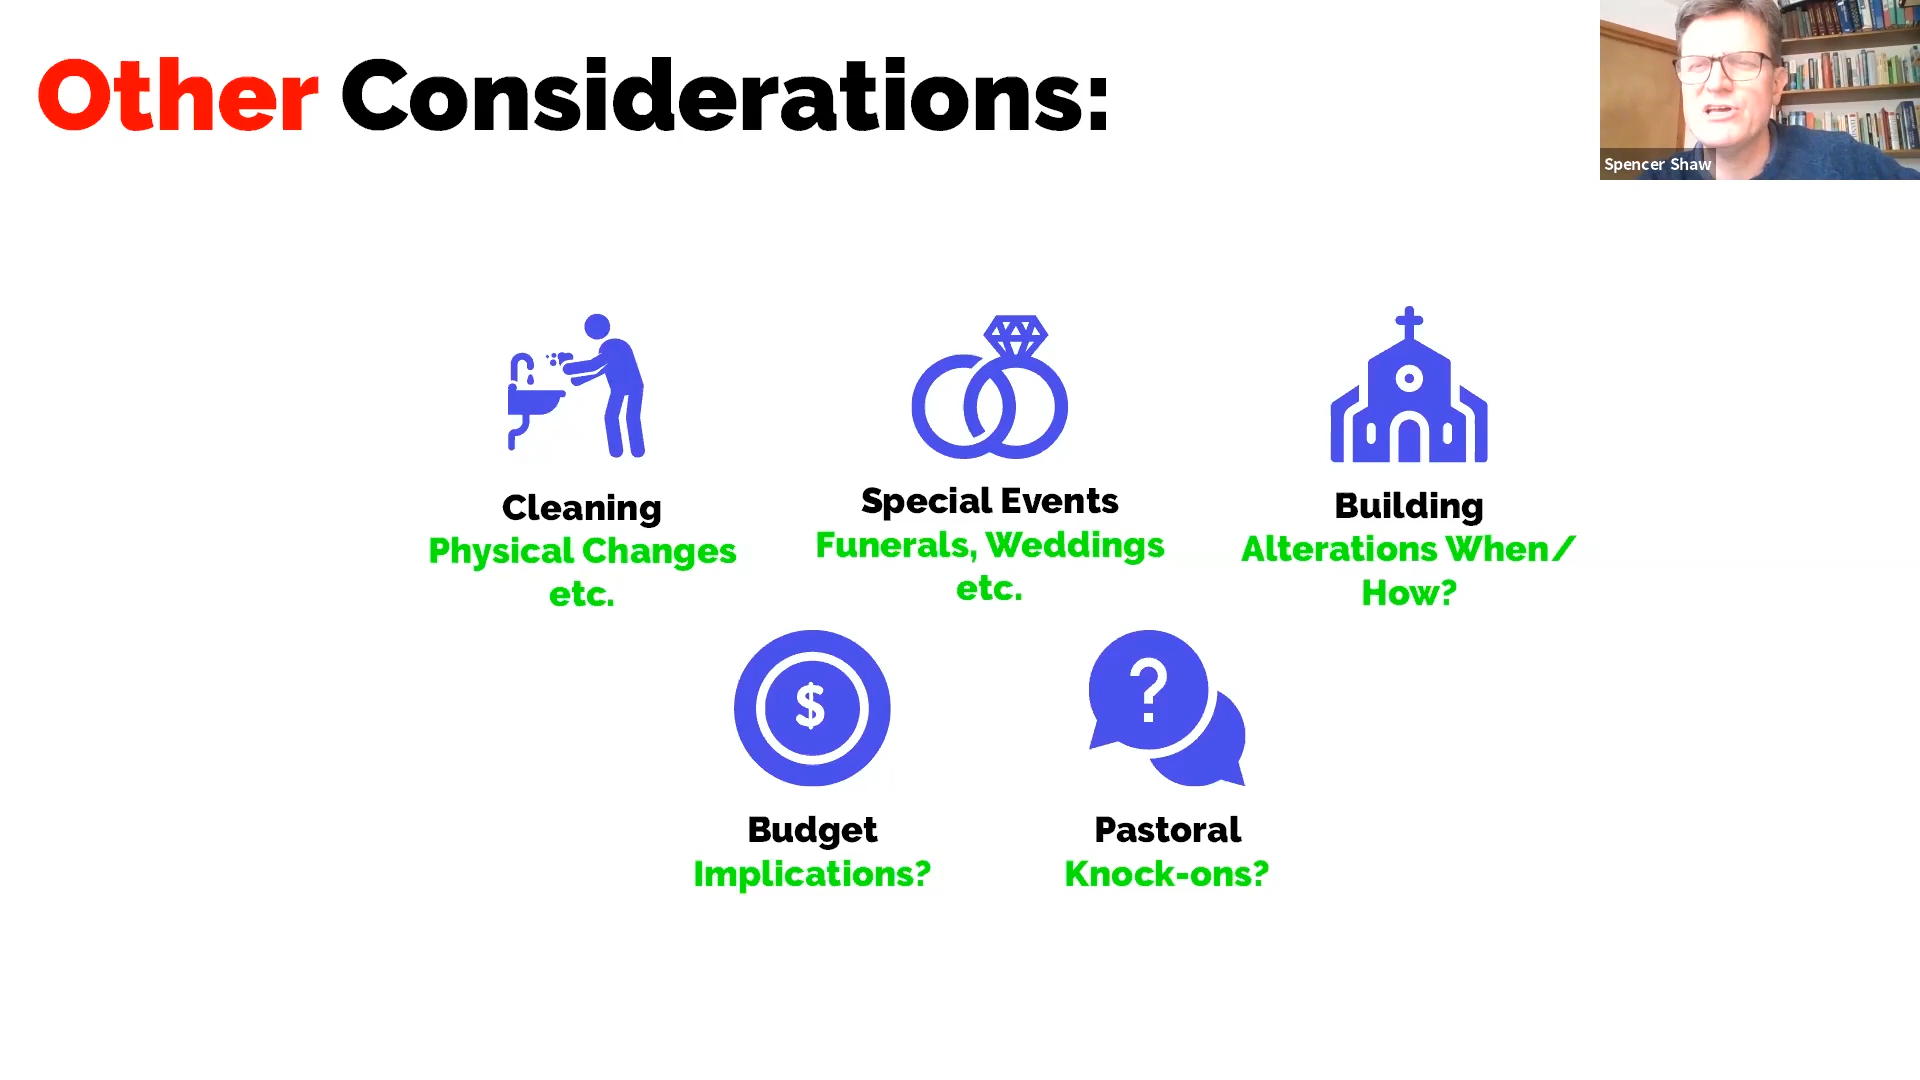 Other Considerations:
Spencer Shaw
Cleaning
Physical Changes
etc.
Special Events
Funerals, Weddings
etc.
Building
Alterations When/
How?
$
Budget
Implications?
?
Pastoral
Knock-ons?